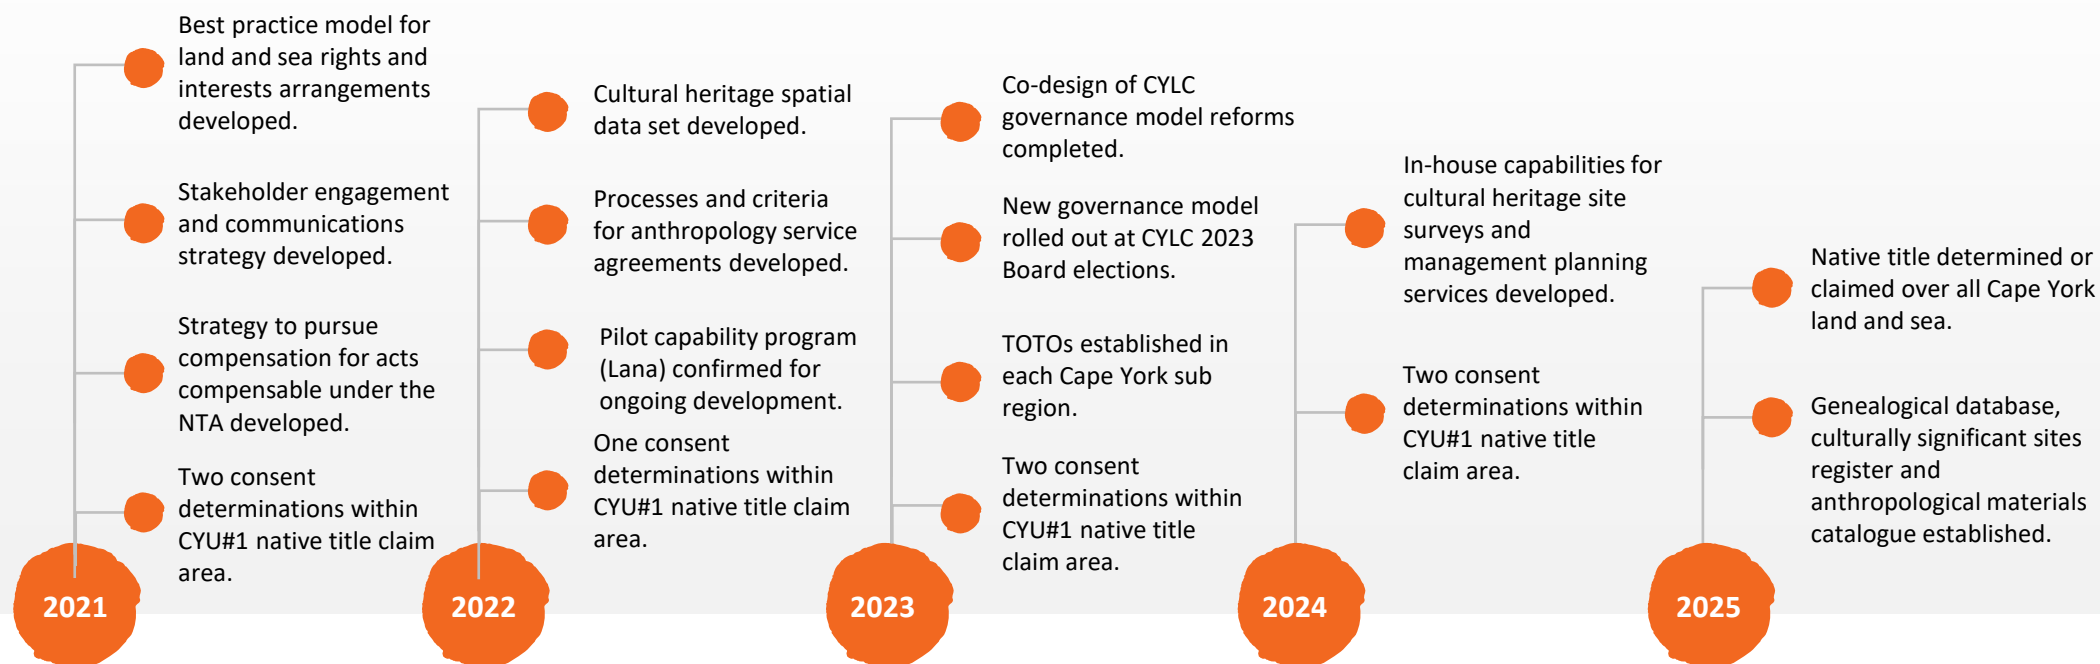 Best practice model for
land and sea rights and
interests arrangements
developed.
Stakeholder engagement
and communications
strategy developed.
Strategy to pursue
compensation for acts
compensable under the
NTA developed.
Two consent
determinations within
CYU#1 native title claim
area.
2021
Cultural heritage spatial
data set developed.
Processes and criteria
for anthropology service
agreements developed.
Pilot capability program
(Lana) confirmed for
ongoing development.
One consent
determinations within
CYU#1 native title claim
area.
2022
Co-design of CYLC
governance model reforms
completed.
New governance model
rolled out at CYLC 2023
Board elections.
TOTOs established in
each Cape York sub
region.
Two consent
determinations within
CYU#1 native title
claim area.
2023
In-house capabilities for
cultural heritage site
surveys and
management planning
services developed.
Two consent
determinations within
CYU#1 native title
claim area.
2024
Native title determined or
claimed over all Cape York
land and sea.
Genealogical database,
culturally significant sites
register and
anthropological materials
catalogue established.
2025